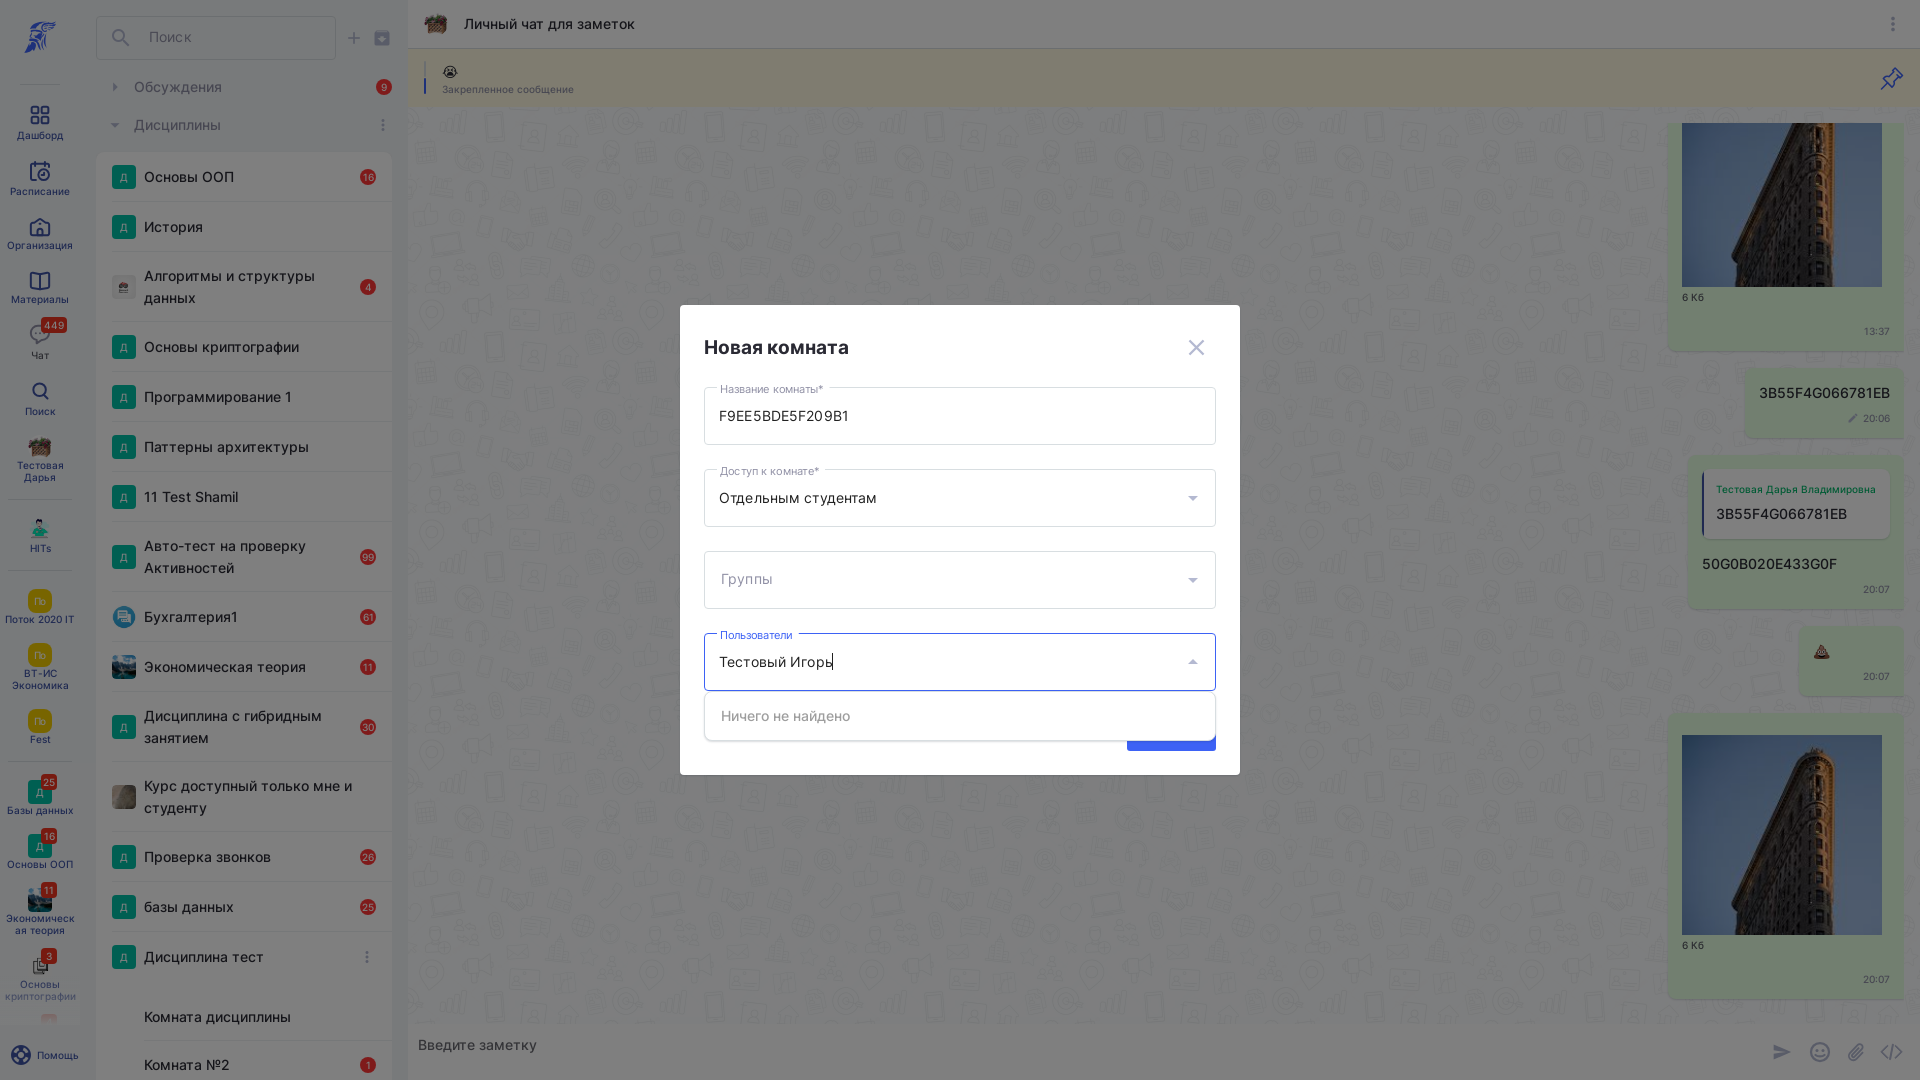 Дашборд
Расписание
Организация
Материалы
449
Чат
Поиск
Тестовая
Дарья
HITs
По
Поток 2020 IT
По
ВТ-ИС
Экономика
По
Fest
25
Д
Базы данных
16
Д
Основы ООП
11
Экономическ
ая теория
3
Основы
криптографии
Помощь
Поиск
Обсуждения
9
Дисциплины
Д
Основы ООП
16
Д
История
Алгоритмы и структуры
данных
4
Д
Основы криптографии
Д
Программирование 1
Д
Паттерны архитектуры
Д
11 Test Shamil
Д
Авто-тест на проверку
Активностей
99
Бухгалтерия1
61
Экономическая теория
11
Д
Дисциплина с гибридным
занятием
30
Курс доступный только мне и
студенту
Д
Проверка звонков
26
Д
базы данных
25
Д
Дисциплина тест
Комната дисциплины
Комната №2
1
Личный чат для заметок
Закрепленное сообщение
6 Кб
13:37
3B55F4G066781EB
20:06
Тестовая Дарья Владимировна
3B55F4G066781EB
50G0B020E433G0F
20:07
20:07
6 Кб
20:07
Введите заметку
Новая комната
Название комнаты*
F9EE5BDE5F209B1
Доступ к комнате*
Отдельным студентам
Группы
Пользователи
Тестовый Игорь
Ничего не найдено